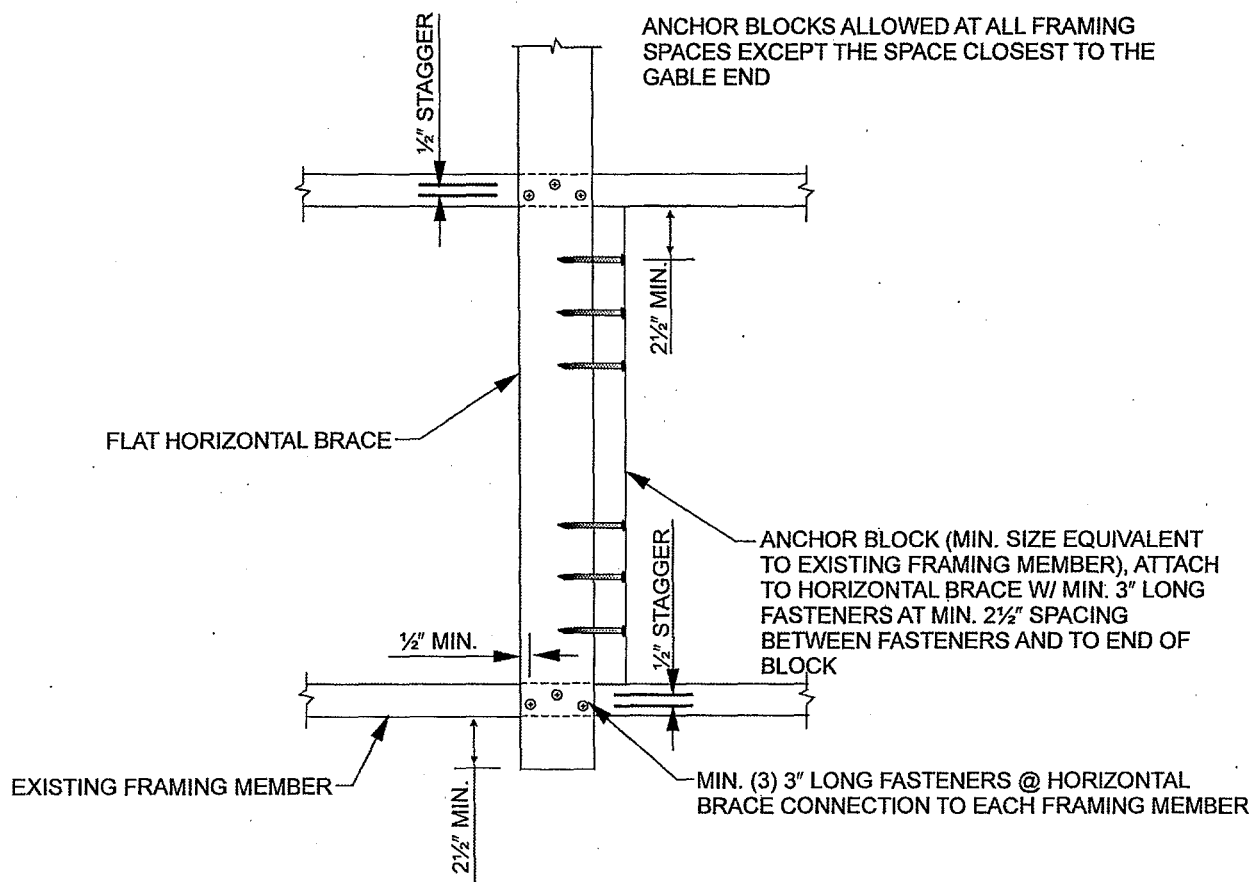 ANCHOR BLOCKS ALLOWED AT ALL FRAMING
SPACES EXCEPT THE SPACE CLOSEST TO THE
GABLE END
½" STAGGER
2½" MIN.
FLAT HORIZONTAL BRACE
ANCHOR BLOCK (MIN. SIZE EQUIVALENT
TO EXISTING FRAMING MEMBER), ATTACH
TO HORIZONTAL BRACE W/ MIN. 3" LONG
FASTENERS AT MIN. 2½" SPACING
BETWEEN FASTENERS AND TO END OF
BLOCK
½" STAGGER
½" MIN.
EXISTING FRAMING MEMBER
2½" MIN.
MIN. (3) 3" LONG FASTENERS @ HORIZONTAL
BRACE CONNECTION TO EACH FRAMING MEMBER